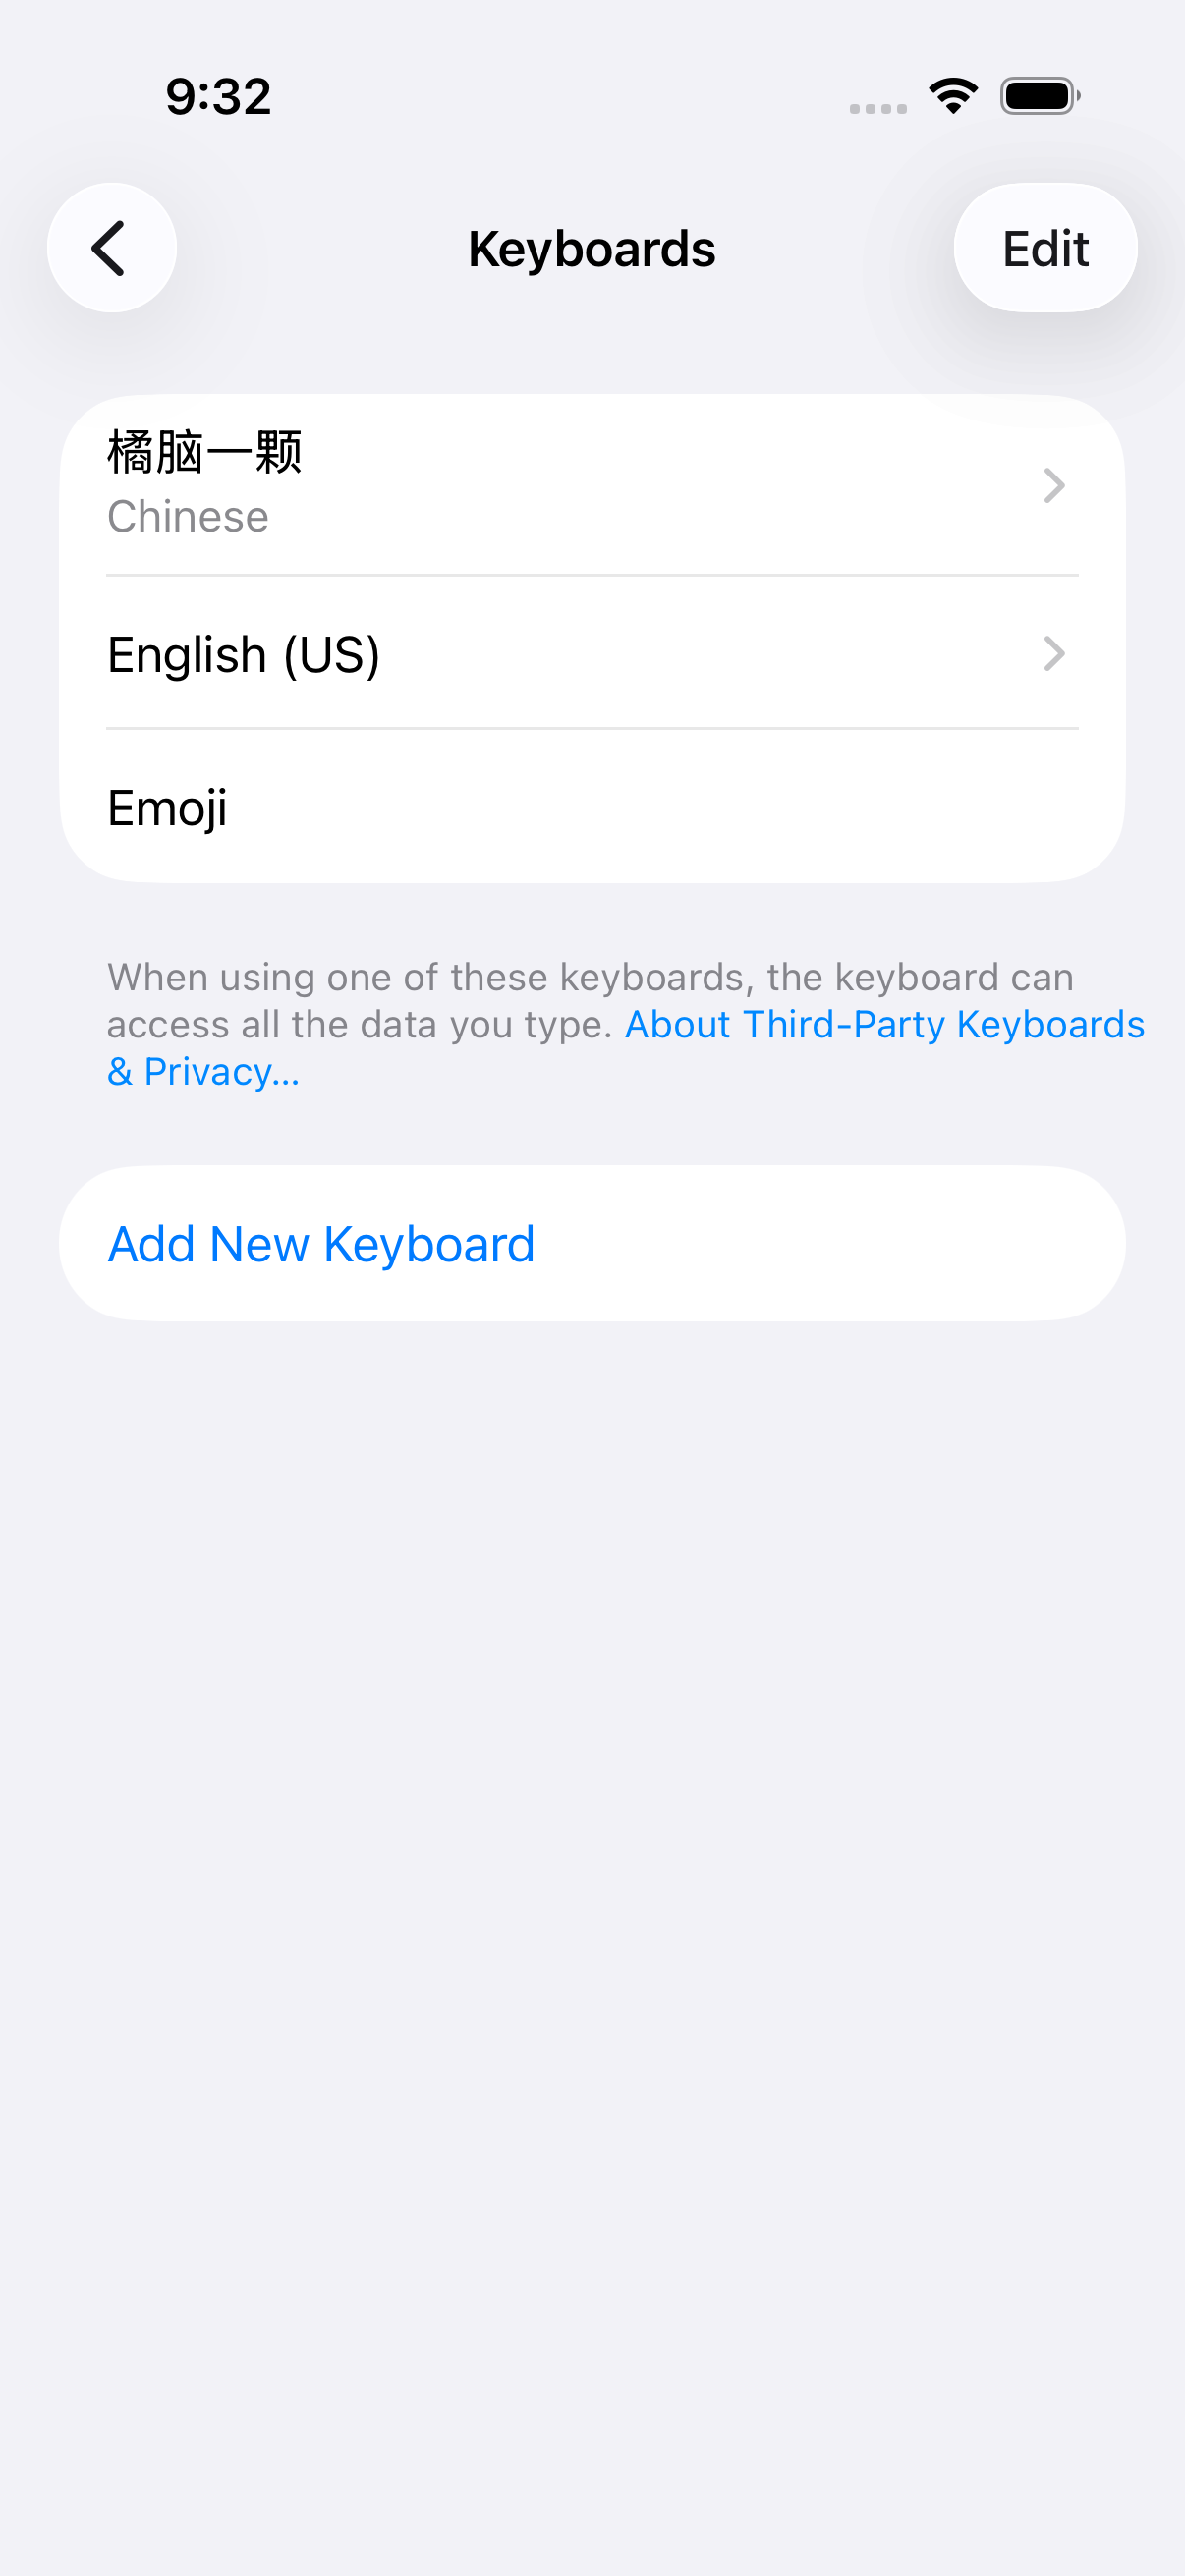 9:32
Keyboards
Edit
橘脑一颗
Chinese
English (US)
Emoji
When using one of these keyboards, the keyboard can
access all the data you type. About Third-Party Keyboards
& Privacy...
Add New Keyboard